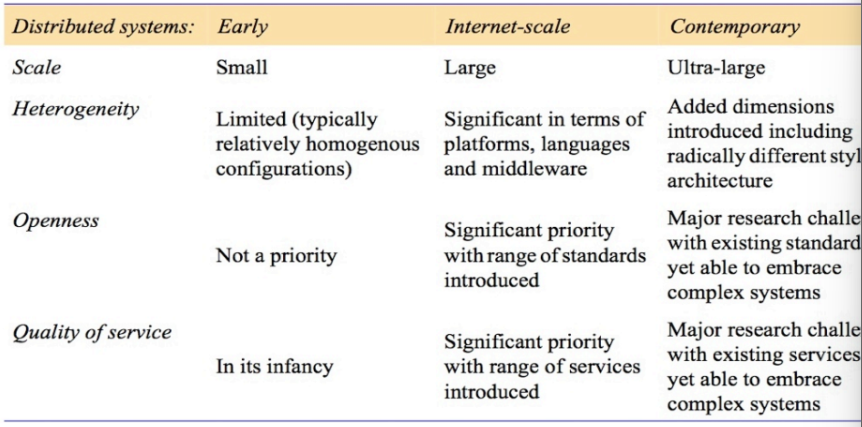 Distributed systems: Early Internet-scale Contemporary
Scale Small Large Ultra-large
Heterogeneity
Limited (typically
relatively homogenous
configurations)
Significant in terms of
platforms, languages
and middleware
Added dimensions
introduced including
radically different styl
architecture
Openness
Not a priority
Significant priority
with range of standards
introduced
Major research challe
with existing standard
yet able to embrace
complex systems
Quality of service
In its infancy
Significant priority
with range of services
introduced
Major research challe
with existing services
yet able to embrace
complex systems